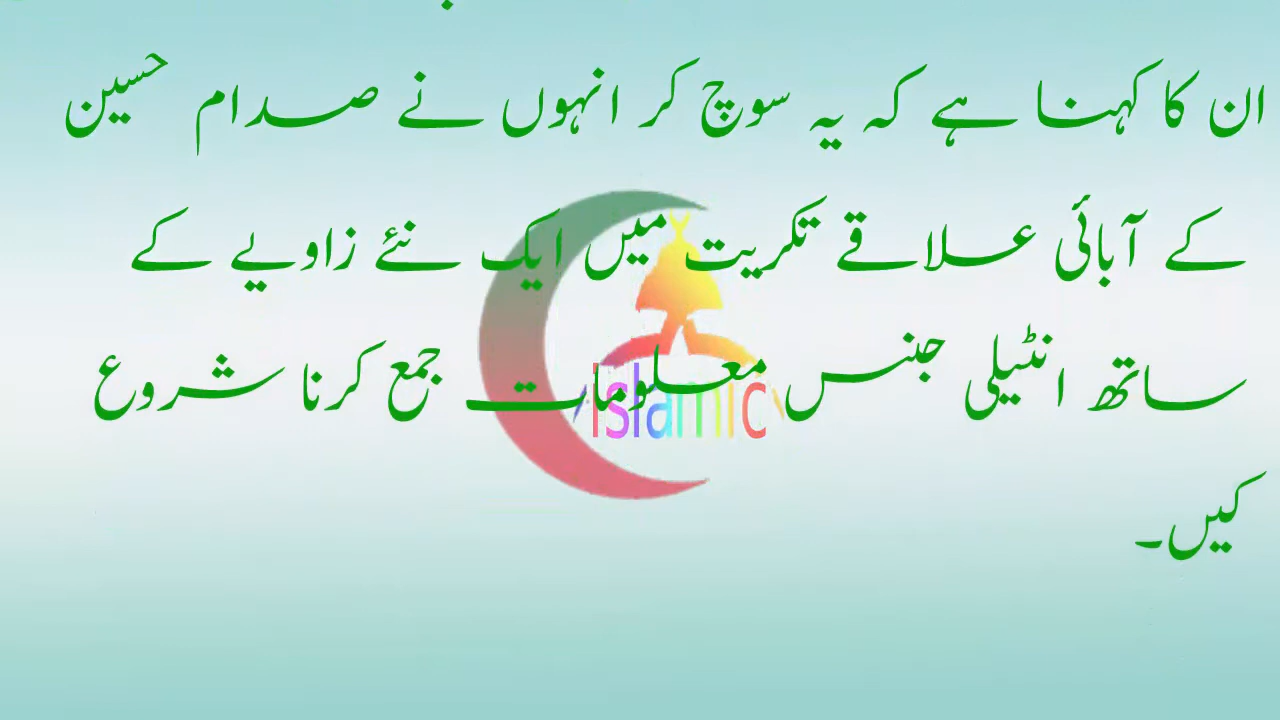 ان کا کہنا ہے کہ یہ سوچ کر انہوں نے صدام حسین
کے آبائی علاقے تکریت میں ایک نئے زاویے کے
ساتھ انٹیلی جنس معلومات جمع کرنا شروع
کیں۔
islamic